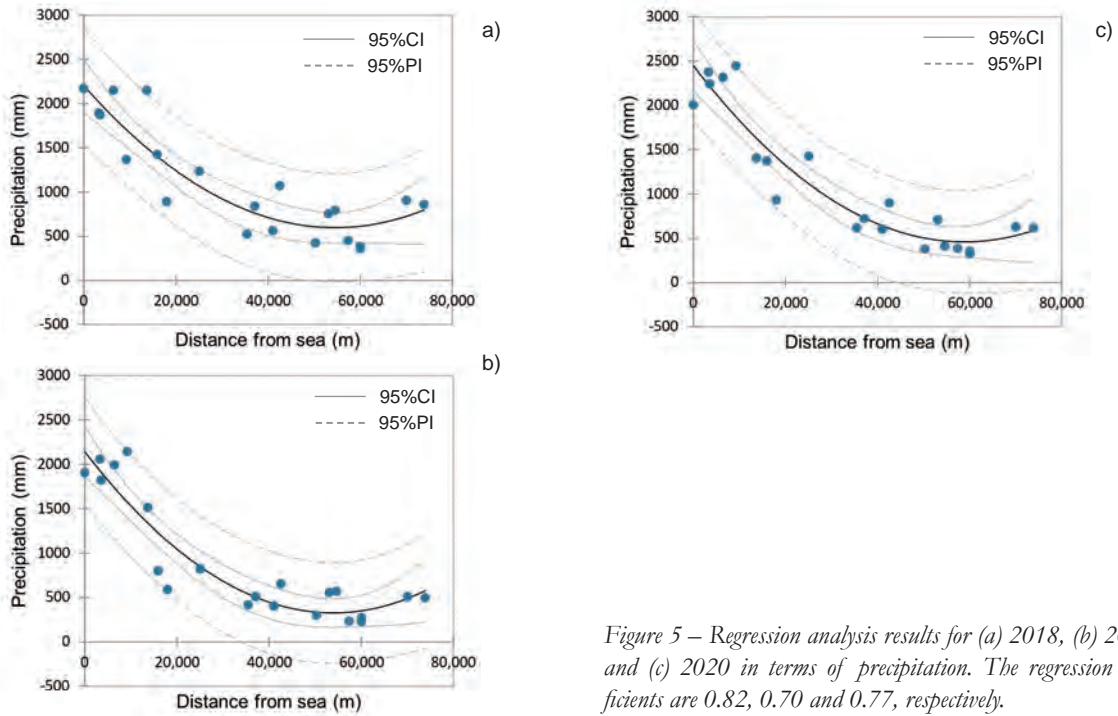 3000
2500
2000
1500
1000
500
0
-500
Precipitation (mm)
95%CI
95%PI
a)
0
20,000
40,000
60,000
80,000
Distance from sea (m)
3000
2500
2000
1500
1000
500
0
-500
Precipitation (mm)
95%CI
95%PI
c)
0
20,000
40,000
60,000
80,000
Distance from sea (m)
3000
2500
2000
1500
1000
500
0
-500
Precipitation (mm)
95%CI
95%PI
b)
0
20,000
40,000
60,000
80,000
Distance from sea (m)
Figure 5 – Regression analysis results for (a) 2018, (b)
and (c) 2020 in terms of precipitation. The regression
ficients are 0.82, 0.70 and 0.77, respectively.